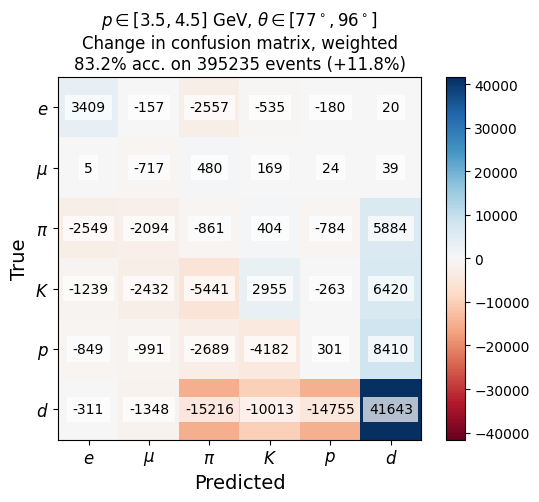 p ∈ [3.5, 4.5] GeV, θ ∈ [77°, 96°]
Change in confusion matrix, weighted
83.2% acc. on 395235 events (+11.8%)
e 3409 -157 -2557 -535 -180 20
μ 5 -717 480 169 24 39
π -2549 -2094 -861 404 -784 5884
K -1239 -2432 -5441 2955 -263 6420
p -849 -991 -2689 -4182 301 8410
d -311 -1348 -15216 -10013 -14755 41643
e μ π K p d
Predicted
True
40000
30000
20000
10000
0
−10000
−20000
−30000
−40000